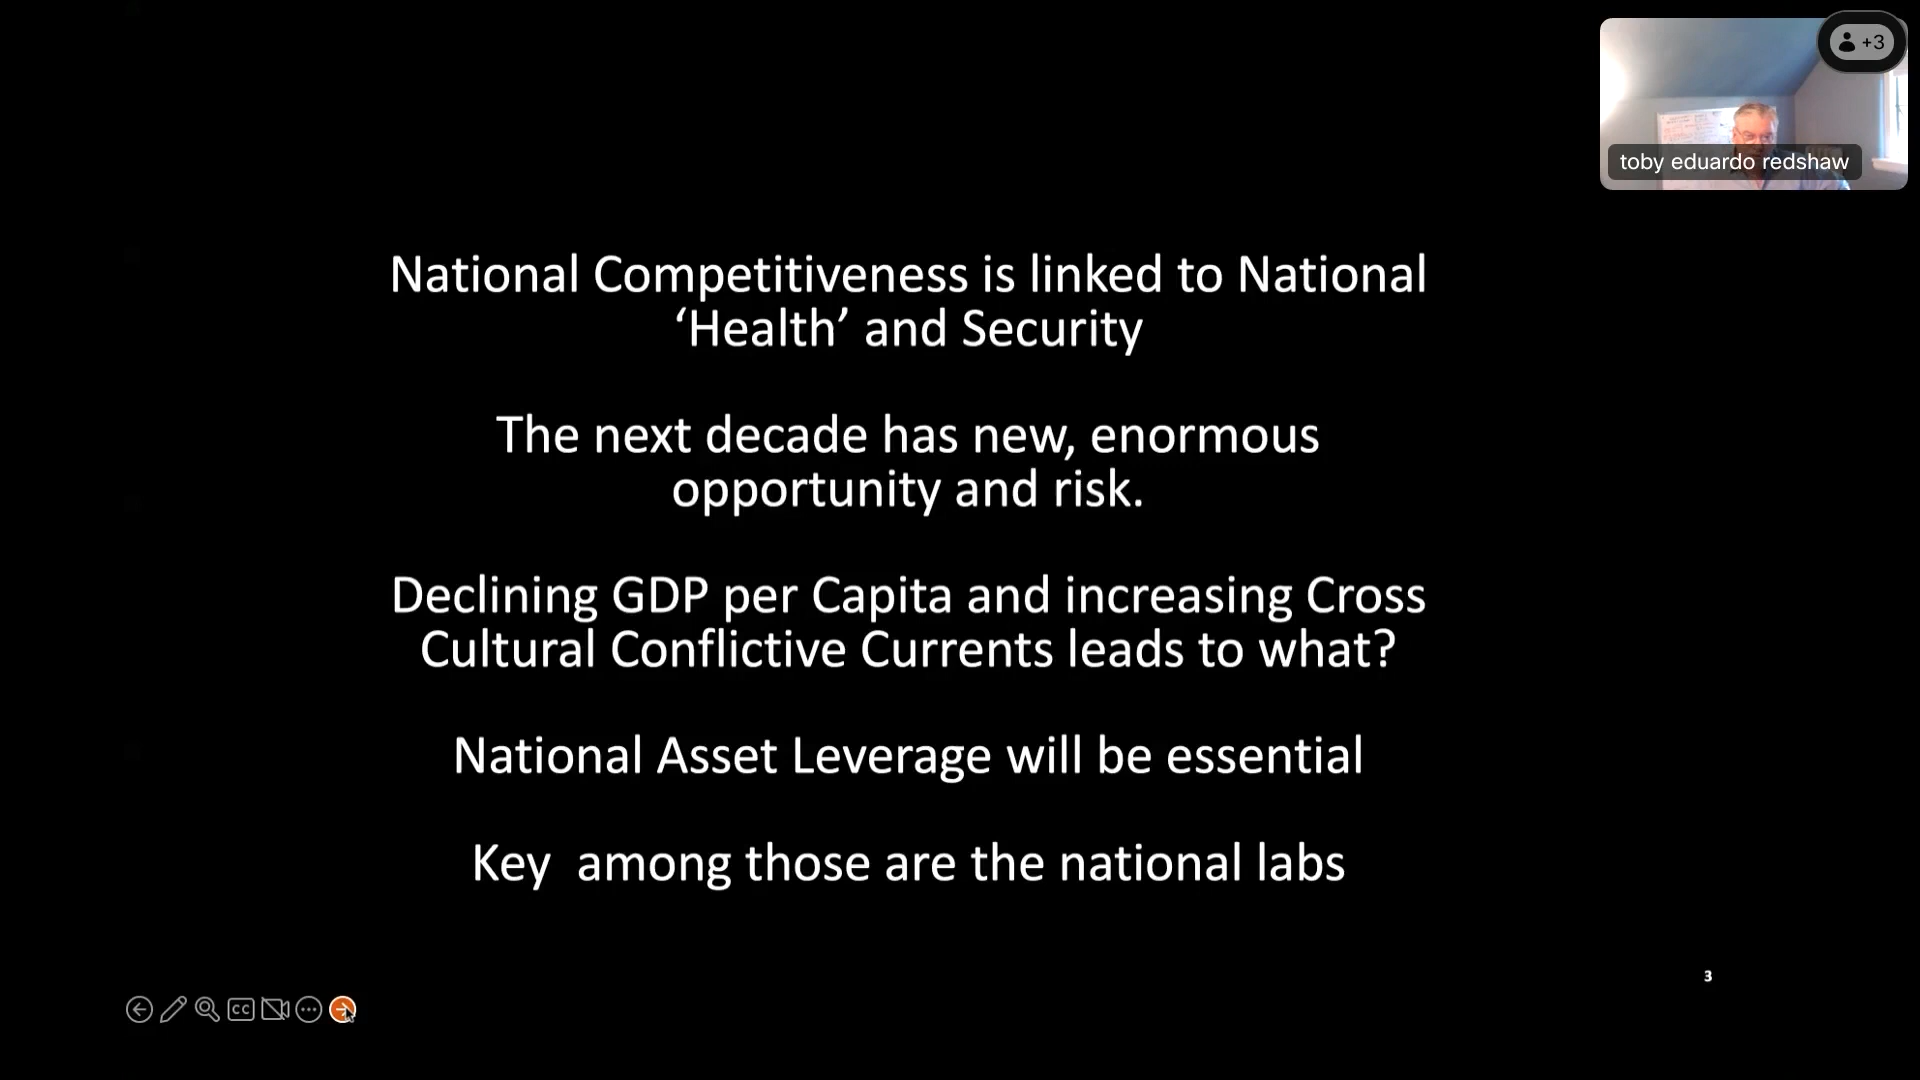 +3
toby eduardo redshaw
National Competitiveness is linked to National
‘Health’ and Security
The next decade has new, enormous
opportunity and risk.
Declining GDP per Capita and increasing Cross
Cultural Conflictive Currents leads to what?
National Asset Leverage will be essential
Key  among those are the national labs
3
CC